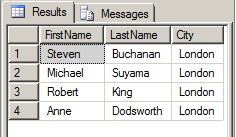 Results Messages
FirstName LastName City
1 Steven Buchanan London
2 Michael Suyama London
3 Robert King London
4 Anne Dodsworth London